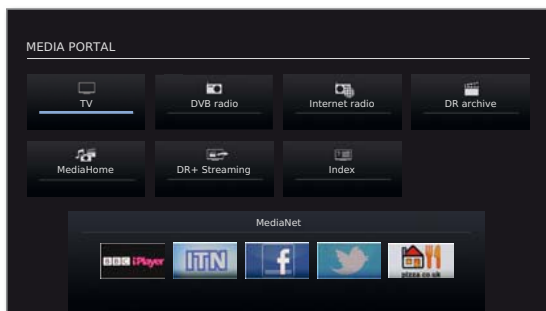 MEDIA PORTAL
TV
DVB radio
Internet radio
DR archive
MediaHome
DR+ Streaming
Index
MediaNet
BBC iPlayer
ITN
f
pizza co uk